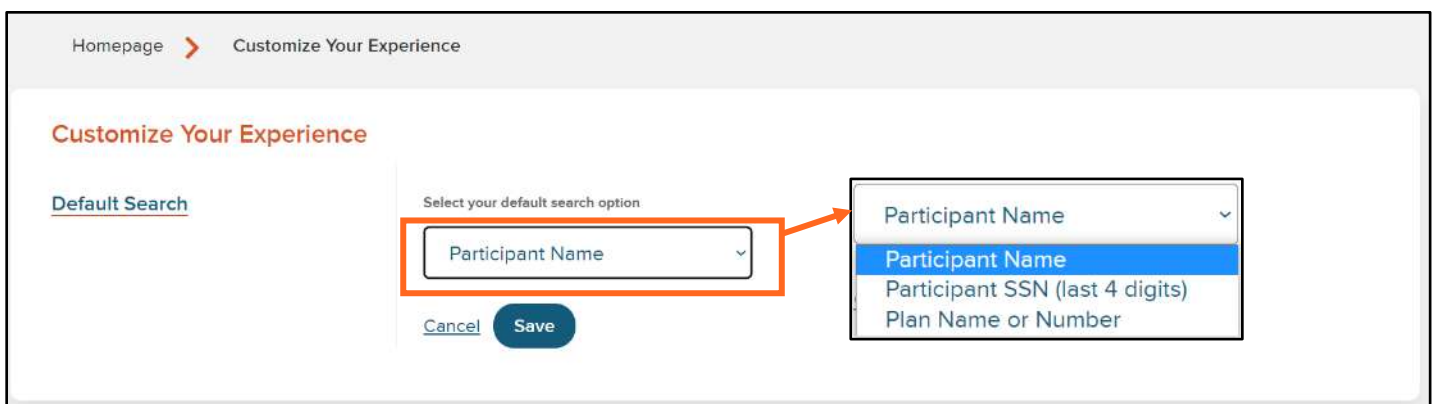 Homepage Customize Your Experience
Customize Your Experience
Default Search
Select your default search option
Participant Name
Cancel Save
Participant Name
Participant Name
Participant SSN (last 4 digits)
Plan Name or Number